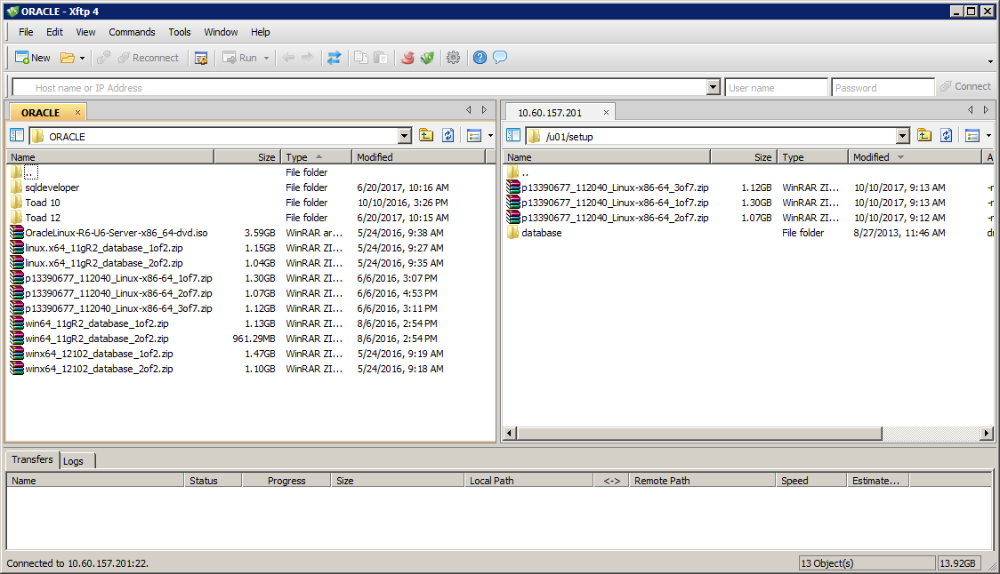 ORACLE - Xftp 4
File Edit View Commands Tools Window Help
New Reconnect Run
Host name or IP Address User name Password Connect
ORACLE × 10.60.157.201 ×
ORACLE /u01/setup
Name Size Type Modified Name Size Type Modified A
.. File folder ..
sqldeveloper File folder 6/20/2017, 10:16 AM p13390677_112040_Linux-x86-64_3of7.zip 1.12GB WinRAR ZI... 10/10/2017, 9:13 AM -r
Toad 10 File folder 10/10/2016, 3:26 PM p13390677_112040_Linux-x86-64_1of7.zip 1.30GB WinRAR ZI... 10/10/2017, 9:13 AM -r
Toad 12 File folder 6/20/2017, 10:15 AM p13390677_112040_Linux-x86-64_2of7.zip 1.07GB WinRAR ZI... 10/10/2017, 9:12 AM -r
OracleLinux-R6-U6-Server-x86_64-dvd.iso 3.59GB WinRAR ar... 5/24/2016, 9:38 AM database File folder 8/27/2013, 11:46 AM
linux.x64_11gR2_database_1of2.zip 1.15GB WinRAR ZI... 5/24/2016, 9:27 AM
linux.x64_11gR2_database_2of2.zip 1.04GB WinRAR ZI... 5/24/2016, 9:35 AM
p13390677_112040_Linux-x86-64_1of7.zip 1.30GB WinRAR ZI... 6/6/2016, 3:07 PM
p13390677_112040_Linux-x86-64_2of7.zip 1.07GB WinRAR ZI... 6/6/2016, 4:53 PM
p13390677_112040_Linux-x86-64_3of7.zip 1.12GB WinRAR ZI... 6/6/2016, 3:11 PM
win64_11gR2_database_1of2.zip 1.13GB WinRAR ZI... 8/6/2016, 2:54 PM
win64_11gR2_database_2of2.zip 961.29MB WinRAR ZI... 8/6/2016, 2:54 PM
winx64_12102_database_1of2.zip 1.47GB WinRAR ZI... 5/24/2016, 9:19 AM
winx64_12102_database_2of2.zip 1.10GB WinRAR ZI... 5/24/2016, 9:18 AM
Transfers Logs
Name Status Progress Size Local Path <-> Remote Path Speed Estimate...
Connected to 10.60.157.201:22. 13 Object(s) 13.92GB